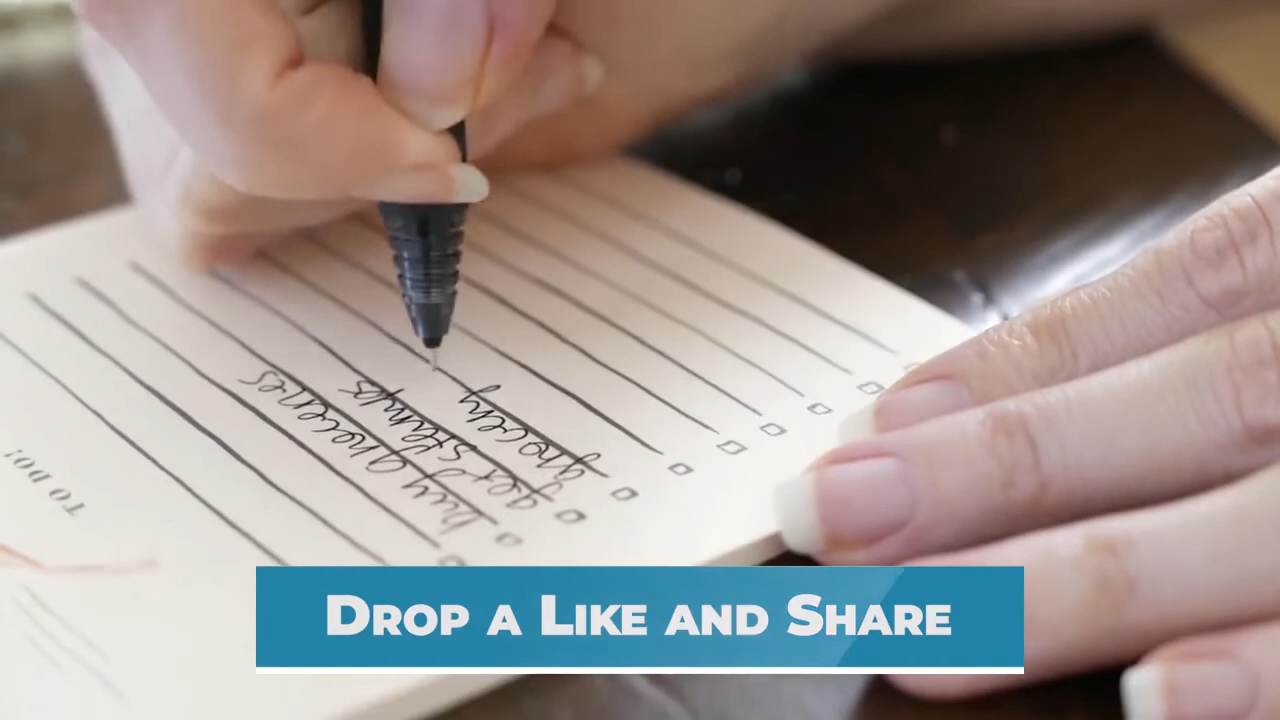 TO DO:
buy groceries
get stamps
grocery
Drop a Like and Share